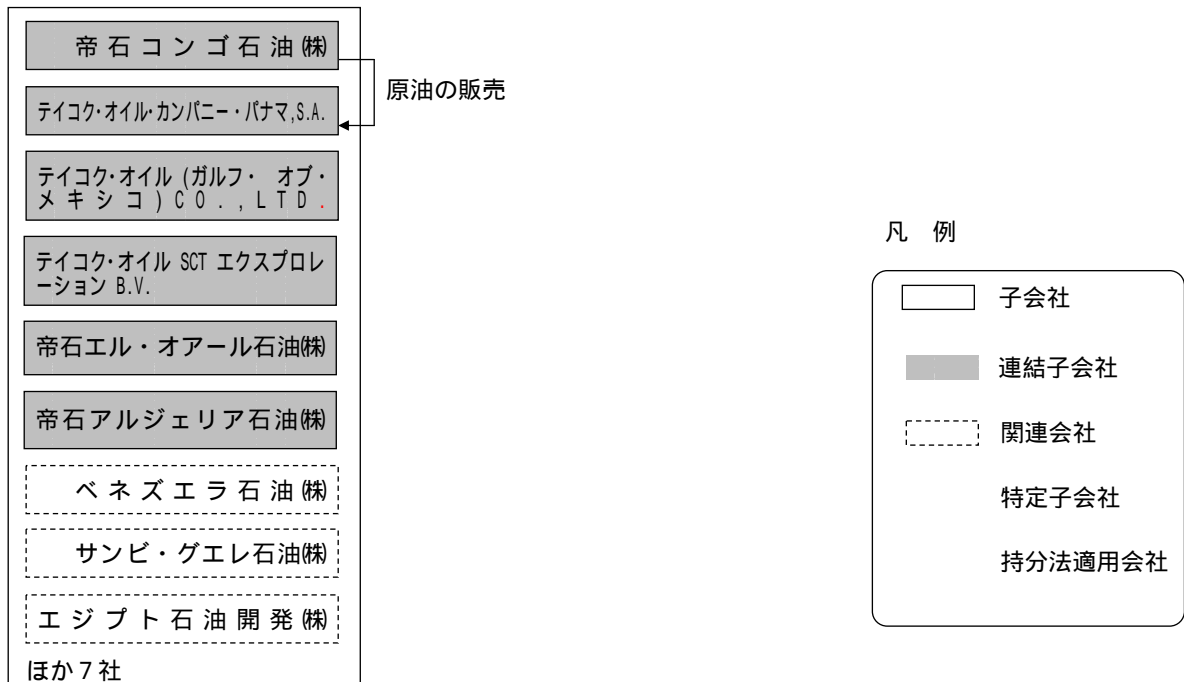 帝石コンゴ石油㈱
原油の販売
テイコク・オイル・カンパニー・パナマ,S.A.
テイコク・オイル (ガルフ・ オブ・
メキシコ) CO.,LTD.
テイコク・オイル SCT エクスプロレ
ーション B.V.
帝石エル・オアール石油㈱
帝石アルジェリア石油㈱
ベネズエラ石油㈱
サンビ・グエレ石油㈱
エジプト石油開発㈱
ほか7社
凡 例
子会社
連結子会社
関連会社
特定子会社
持分法適用会社